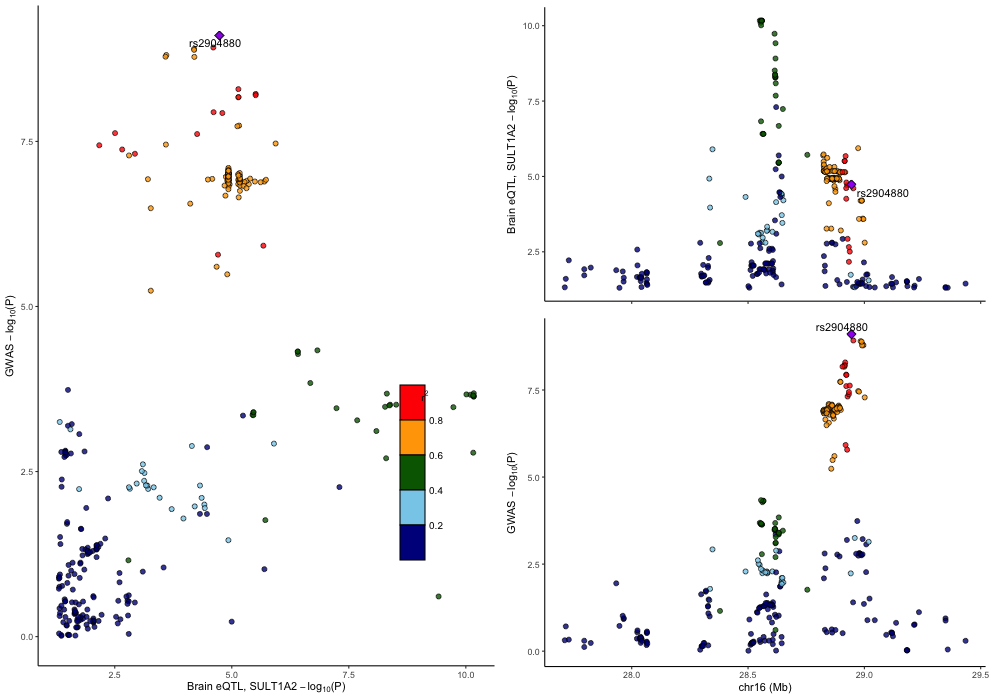 GWAS −log10(P)
7.5
5.0
2.5
0.0
rs2904880
r2
0.8
0.6
0.4
0.2
2.5 5.0 7.5 10.0
Brain eQTL, SULT1A2 −log10(P)
Brain eQTL, SULT1A2 −log10(P)
10.0
7.5
5.0
2.5
rs2904880
GWAS −log10(P)
7.5
5.0
2.5
0.0
rs2904880
28.0 28.5 29.0 29.5
chr16 (Mb)